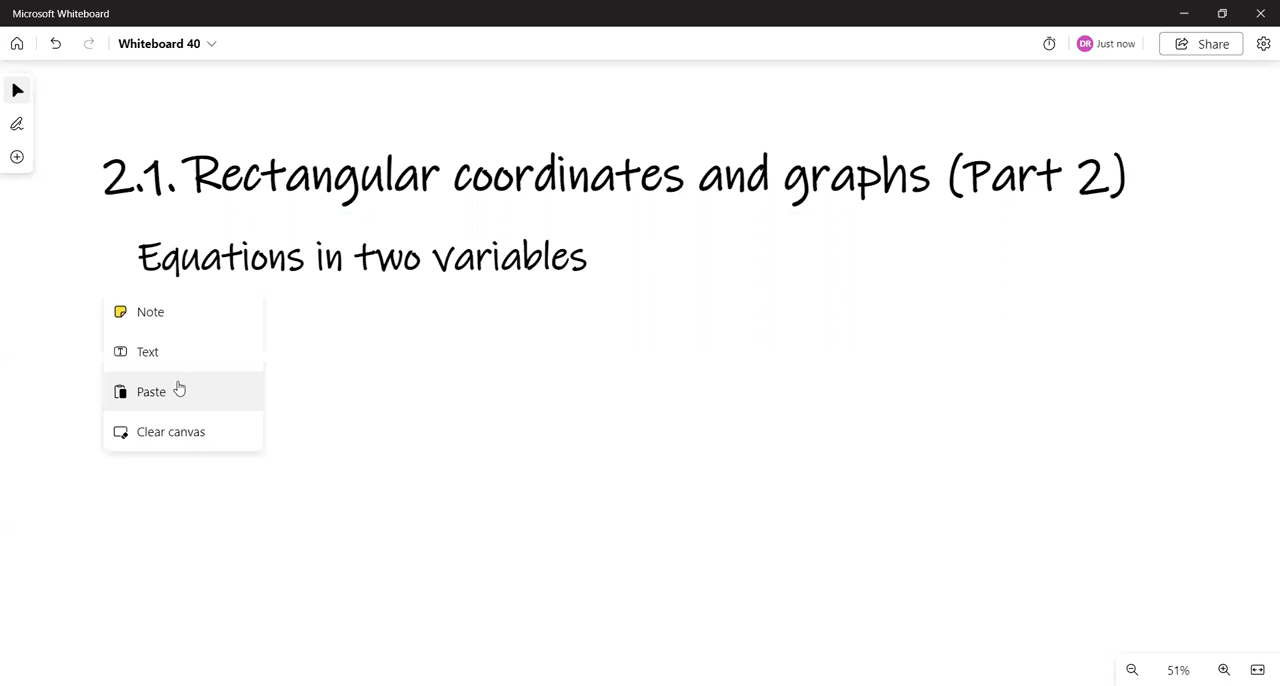 Microsoft Whiteboard
Whiteboard 40
DR Just now
Share
2.1. Rectangular coordinates and graphs (Part 2)
Equations in two variables
Note
Text
Paste
Clear canvas
51%